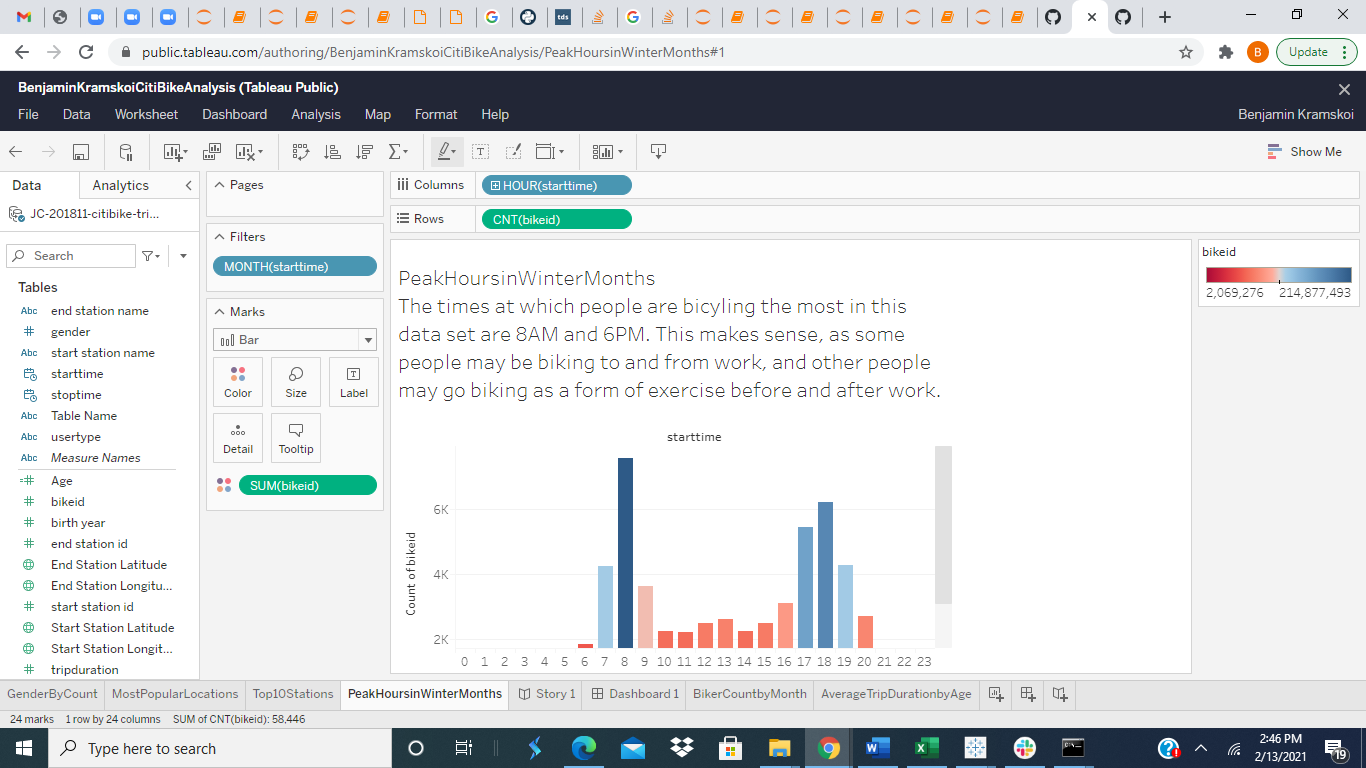 tds
public.tableau.com/authoring/BenjaminKramskoiCitiBikeAnalysis/PeakHoursinWinterMonths#1
B
Update
BenjaminKramskoiCitiBikeAnalysis (Tableau Public)
File Data Worksheet Dashboard Analysis Map Format Help
Benjamin Kramskoi
Show Me
Data Analytics
JC-201811-citibike-tri...
Search
Tables
Abc end station name
gender
Abc start station name
starttime
stoptime
Abc Table Name
Abc usertype
Abc Measure Names
Age
bikeid
birth year
end station id
End Station Latitude
End Station Longitu...
start station id
Start Station Latitude
Start Station Longit...
tripduration
Pages
Filters
MONTH(starttime)
Marks
Bar
Color Size Label
Detail Tooltip
SUM(bikeid)
Columns HOUR(starttime)
Rows CNT(bikeid)
PeakHoursinWinterMonths
The times at which people are bicyling the most in this
data set are 8AM and 6PM. This makes sense, as some
people may be biking to and from work, and other people
may go biking as a form of exercise before and after work.
starttime
Count of bikeid
6K
4K
2K
0 1 2 3 4 5 6 7 8 9 10 11 12 13 14 15 16 17 18 19 20 21 22 23
bikeid
2,069,276 214,877,493
GenderByCount MostPopularLocations Top10Stations PeakHoursinWinterMonths Story 1 Dashboard 1 BikerCountbyMonth AverageTripDurationbyAge
24 marks 1 row by 24 columns SUM of CNT(bikeid): 58,446
Type here to search
2:46 PM
2/13/2021
19